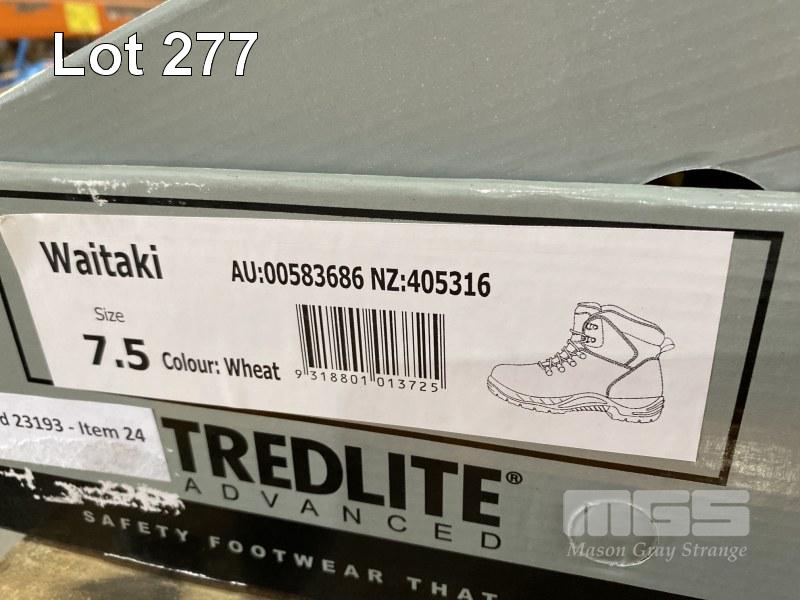 Lot 277
Waitaki
AU:00583686 NZ:405316
Size
7.5 Colour: Wheat
9 318801 013725
d 23193 - Item 24
TREDLITE®
ADVANCED
SAFETY FOOTWEAR THAT
MGS
Mason Gray Strange